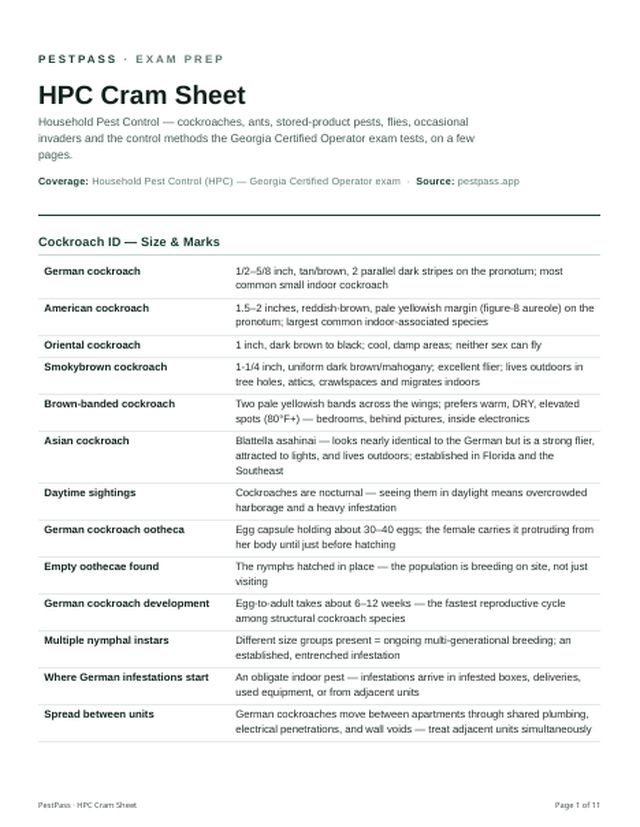 PESTPASS · EXAM PREP
HPC Cram Sheet
Household Pest Control — cockroaches, ants, stored-product pests, flies, occasional
invaders and the control methods the Georgia Certified Operator exam tests, on a few
pages.
Coverage: Household Pest Control (HPC) — Georgia Certified Operator exam · Source: pestpass.app
Cockroach ID — Size & Marks
German cockroach 1/2–5/8 inch, tan/brown, 2 parallel dark stripes on the pronotum; most
common small indoor cockroach
American cockroach 1.5–2 inches, reddish-brown, pale yellowish margin (figure-8 aureole) on the
pronotum; largest common indoor-associated species
Oriental cockroach 1 inch, dark brown to black; cool, damp areas; neither sex can fly
Smokybrown cockroach 1-1/4 inch, uniform dark brown/mahogany; excellent flier; lives outdoors in
tree holes, attics, crawlspaces and migrates indoors
Brown-banded cockroach Two pale yellowish bands across the wings; prefers warm, DRY, elevated
spots (80°F+) — bedrooms, behind pictures, inside electronics
Asian cockroach Blattella asahinai — looks nearly identical to the German but is a strong flier,
attracted to lights, and lives outdoors; established in Florida and the
Southeast
Daytime sightings Cockroaches are nocturnal — seeing them in daylight means overcrowded
harborage and a heavy infestation
German cockroach ootheca Egg capsule holding about 30–40 eggs; the female carries it protruding from
her body until just before hatching
Empty oothecae found The nymphs hatched in place — the population is breeding on site, not just
visiting
German cockroach development Egg-to-adult takes about 6–12 weeks — the fastest reproductive cycle
among structural cockroach species
Multiple nymphal instars Different size groups present = ongoing multi-generational breeding; an
established, entrenched infestation
Where German infestations start An obligate indoor pest — infestations arrive in infested boxes, deliveries,
used equipment, or from adjacent units
Spread between units German cockroaches move between apartments through shared plumbing,
electrical penetrations, and wall voids — treat adjacent units simultaneously
PestPass · HPC Cram Sheet Page 1 of 11